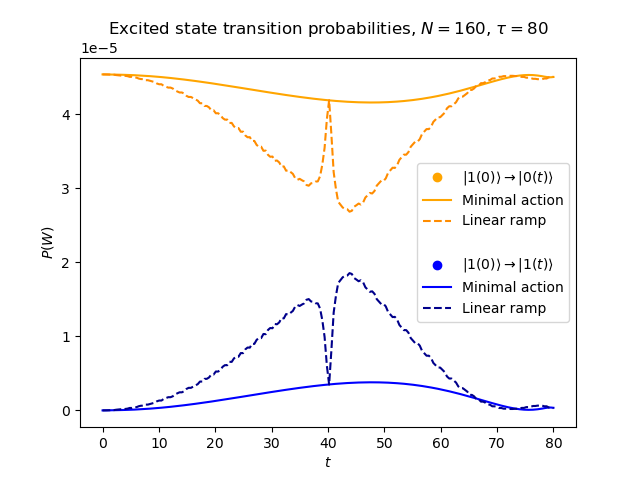 Excited state transition probabilities, N = 160, τ = 80
1e−5
4
3
2
1
0
P(W)
0 10 20 30 40 50 60 70 80
t
|1(0)⟩ → |0(t)⟩
Minimal action
Linear ramp
|1(0)⟩ → |1(t)⟩
Minimal action
Linear ramp